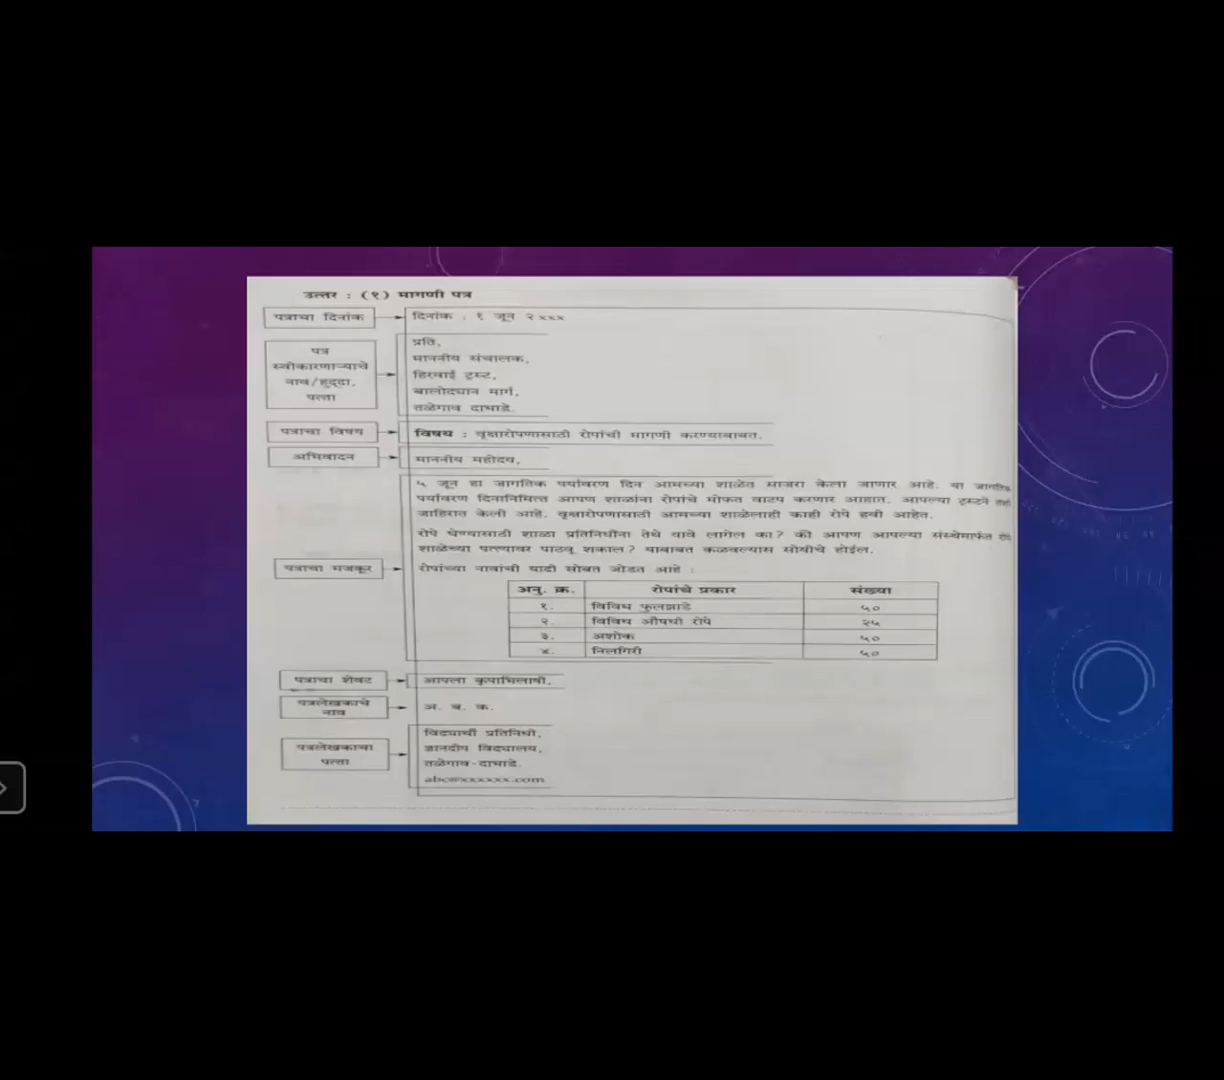 उत्तर : (१) मागणी पत्र
पत्राचा दिनांक
दिनांक : १ जून २xxx
पत्र
स्वीकारणाऱ्याचे
नाव/हुद्दा,
पत्ता
प्रति,
माननीय संचालक,
हिरवाई ट्रस्ट,
बालोद्यान मार्ग,
तळेगाव दाभाडे.
पत्राचा विषय
विषय : वृक्षारोपणासाठी रोपांची मागणी करण्याबाबत.
अभिवादन
माननीय महोदय,
५ जून हा जागतिक पर्यावरण दिन आमच्या शाळेत साजरा केला जाणार आहे. या जागतिक
पर्यावरण दिनानिमित्त आपण शाळांना रोपांचे मोफत वाटप करणार आहात. आपल्या ट्रस्टने
जाहिरात केली आहे. वृक्षारोपणासाठी आमच्या शाळेलाही काही रोपे हवी आहेत.
रोपे घेण्यासाठी शाळा प्रतिनिधींना तेथे यावे लागेल का? की आपण आपल्या संस्थेमार्फत
शाळेच्या पत्त्यावर पाठवू शकाल? याबाबत कळवल्यास सोयीचे होईल.
पत्राचा मजकूर
रोपांच्या नावांची यादी सोबत जोडत आहे :
अनु. क्र. रोपांचे प्रकार संख्या
१. विविध फुलझाडे ५०
२. विविध औषधी रोपे २५
३. अशोक ५०
४. निलगिरी ५०
पत्राचा शेवट
आपला कृपाभिलाषी,
पत्रलेखकाचे
नाव
अ. ब. क.
पत्रलेखकाचा
पत्ता
विद्यार्थी प्रतिनिधी,
ज्ञानदीप विद्यालय,
तळेगाव-दाभाडे.
abc@xxxxxx.com